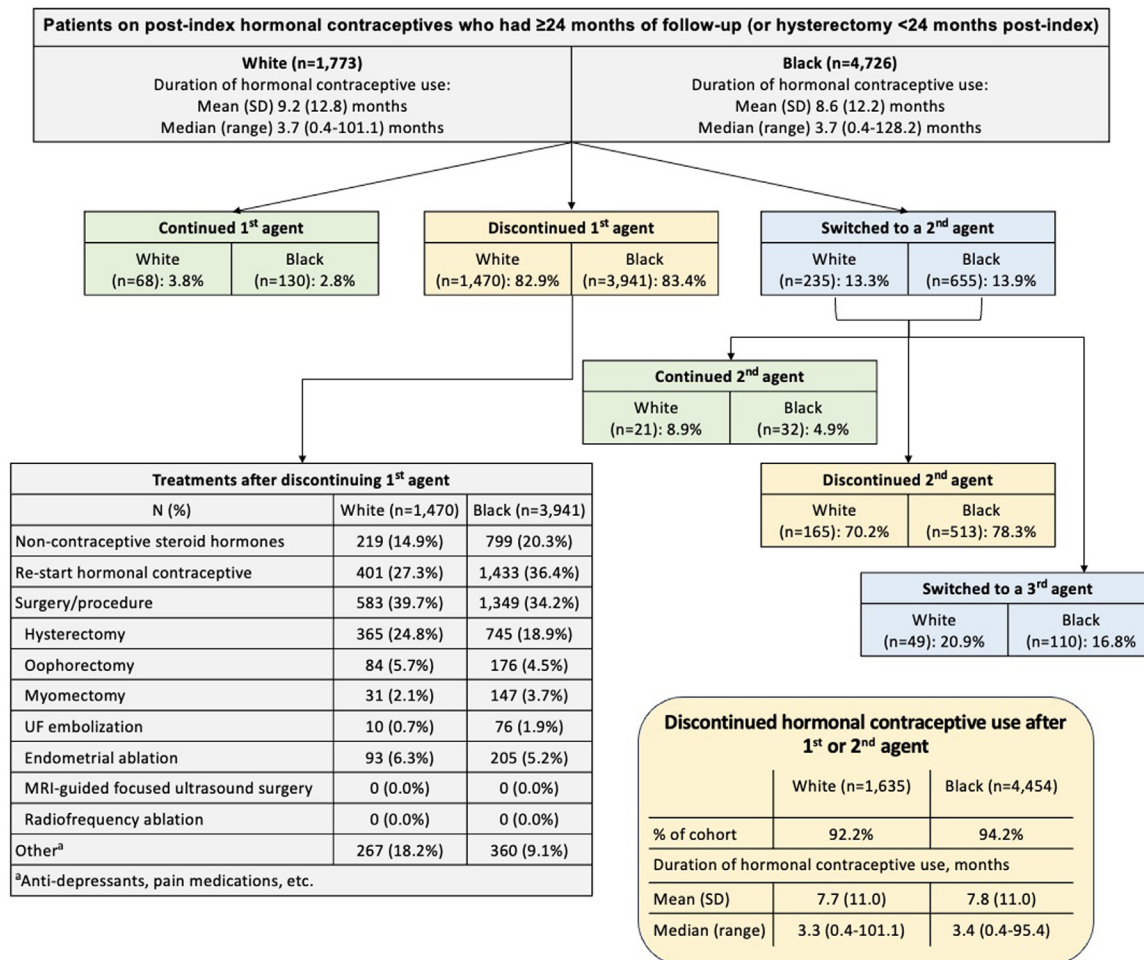 Patients on post-index hormonal contraceptives who had ≥24 months of follow-up (or hysterectomy <24 months post-index)
White (n=1,773)
Duration of hormonal contraceptive use:
Mean (SD) 9.2 (12.8) months
Median (range) 3.7 (0.4-101.1) months
Black (n=4,726)
Duration of hormonal contraceptive use:
Mean (SD) 8.6 (12.2) months
Median (range) 3.7 (0.4-128.2) months
Continued 1st agent
White
(n=68): 3.8%
Black
(n=130): 2.8%
Discontinued 1st agent
White
(n=1,470): 82.9%
Black
(n=3,941): 83.4%
Switched to a 2nd agent
White
(n=235): 13.3%
Black
(n=655): 13.9%
Continued 2nd agent
White
(n=21): 8.9%
Black
(n=32): 4.9%
Discontinued 2nd agent
White
(n=165): 70.2%
Black
(n=513): 78.3%
Switched to a 3rd agent
White
(n=49): 20.9%
Black
(n=110): 16.8%
Treatments after discontinuing 1st agent
N (%) White (n=1,470) Black (n=3,941)
Non-contraceptive steroid hormones 219 (14.9%) 799 (20.3%)
Re-start hormonal contraceptive 401 (27.3%) 1,433 (36.4%)
Surgery/procedure 583 (39.7%) 1,349 (34.2%)
Hysterectomy 365 (24.8%) 745 (18.9%)
Oophorectomy 84 (5.7%) 176 (4.5%)
Myomectomy 31 (2.1%) 147 (3.7%)
UF embolization 10 (0.7%) 76 (1.9%)
Endometrial ablation 93 (6.3%) 205 (5.2%)
MRI-guided focused ultrasound surgery 0 (0.0%) 0 (0.0%)
Radiofrequency ablation 0 (0.0%) 0 (0.0%)
Othera 267 (18.2%) 360 (9.1%)
aAnti-depressants, pain medications, etc.
Discontinued hormonal contraceptive use after
1st or 2nd agent
White (n=1,635) Black (n=4,454)
% of cohort 92.2% 94.2%
Duration of hormonal contraceptive use, months
Mean (SD) 7.7 (11.0) 7.8 (11.0)
Median (range) 3.3 (0.4-101.1) 3.4 (0.4-95.4)